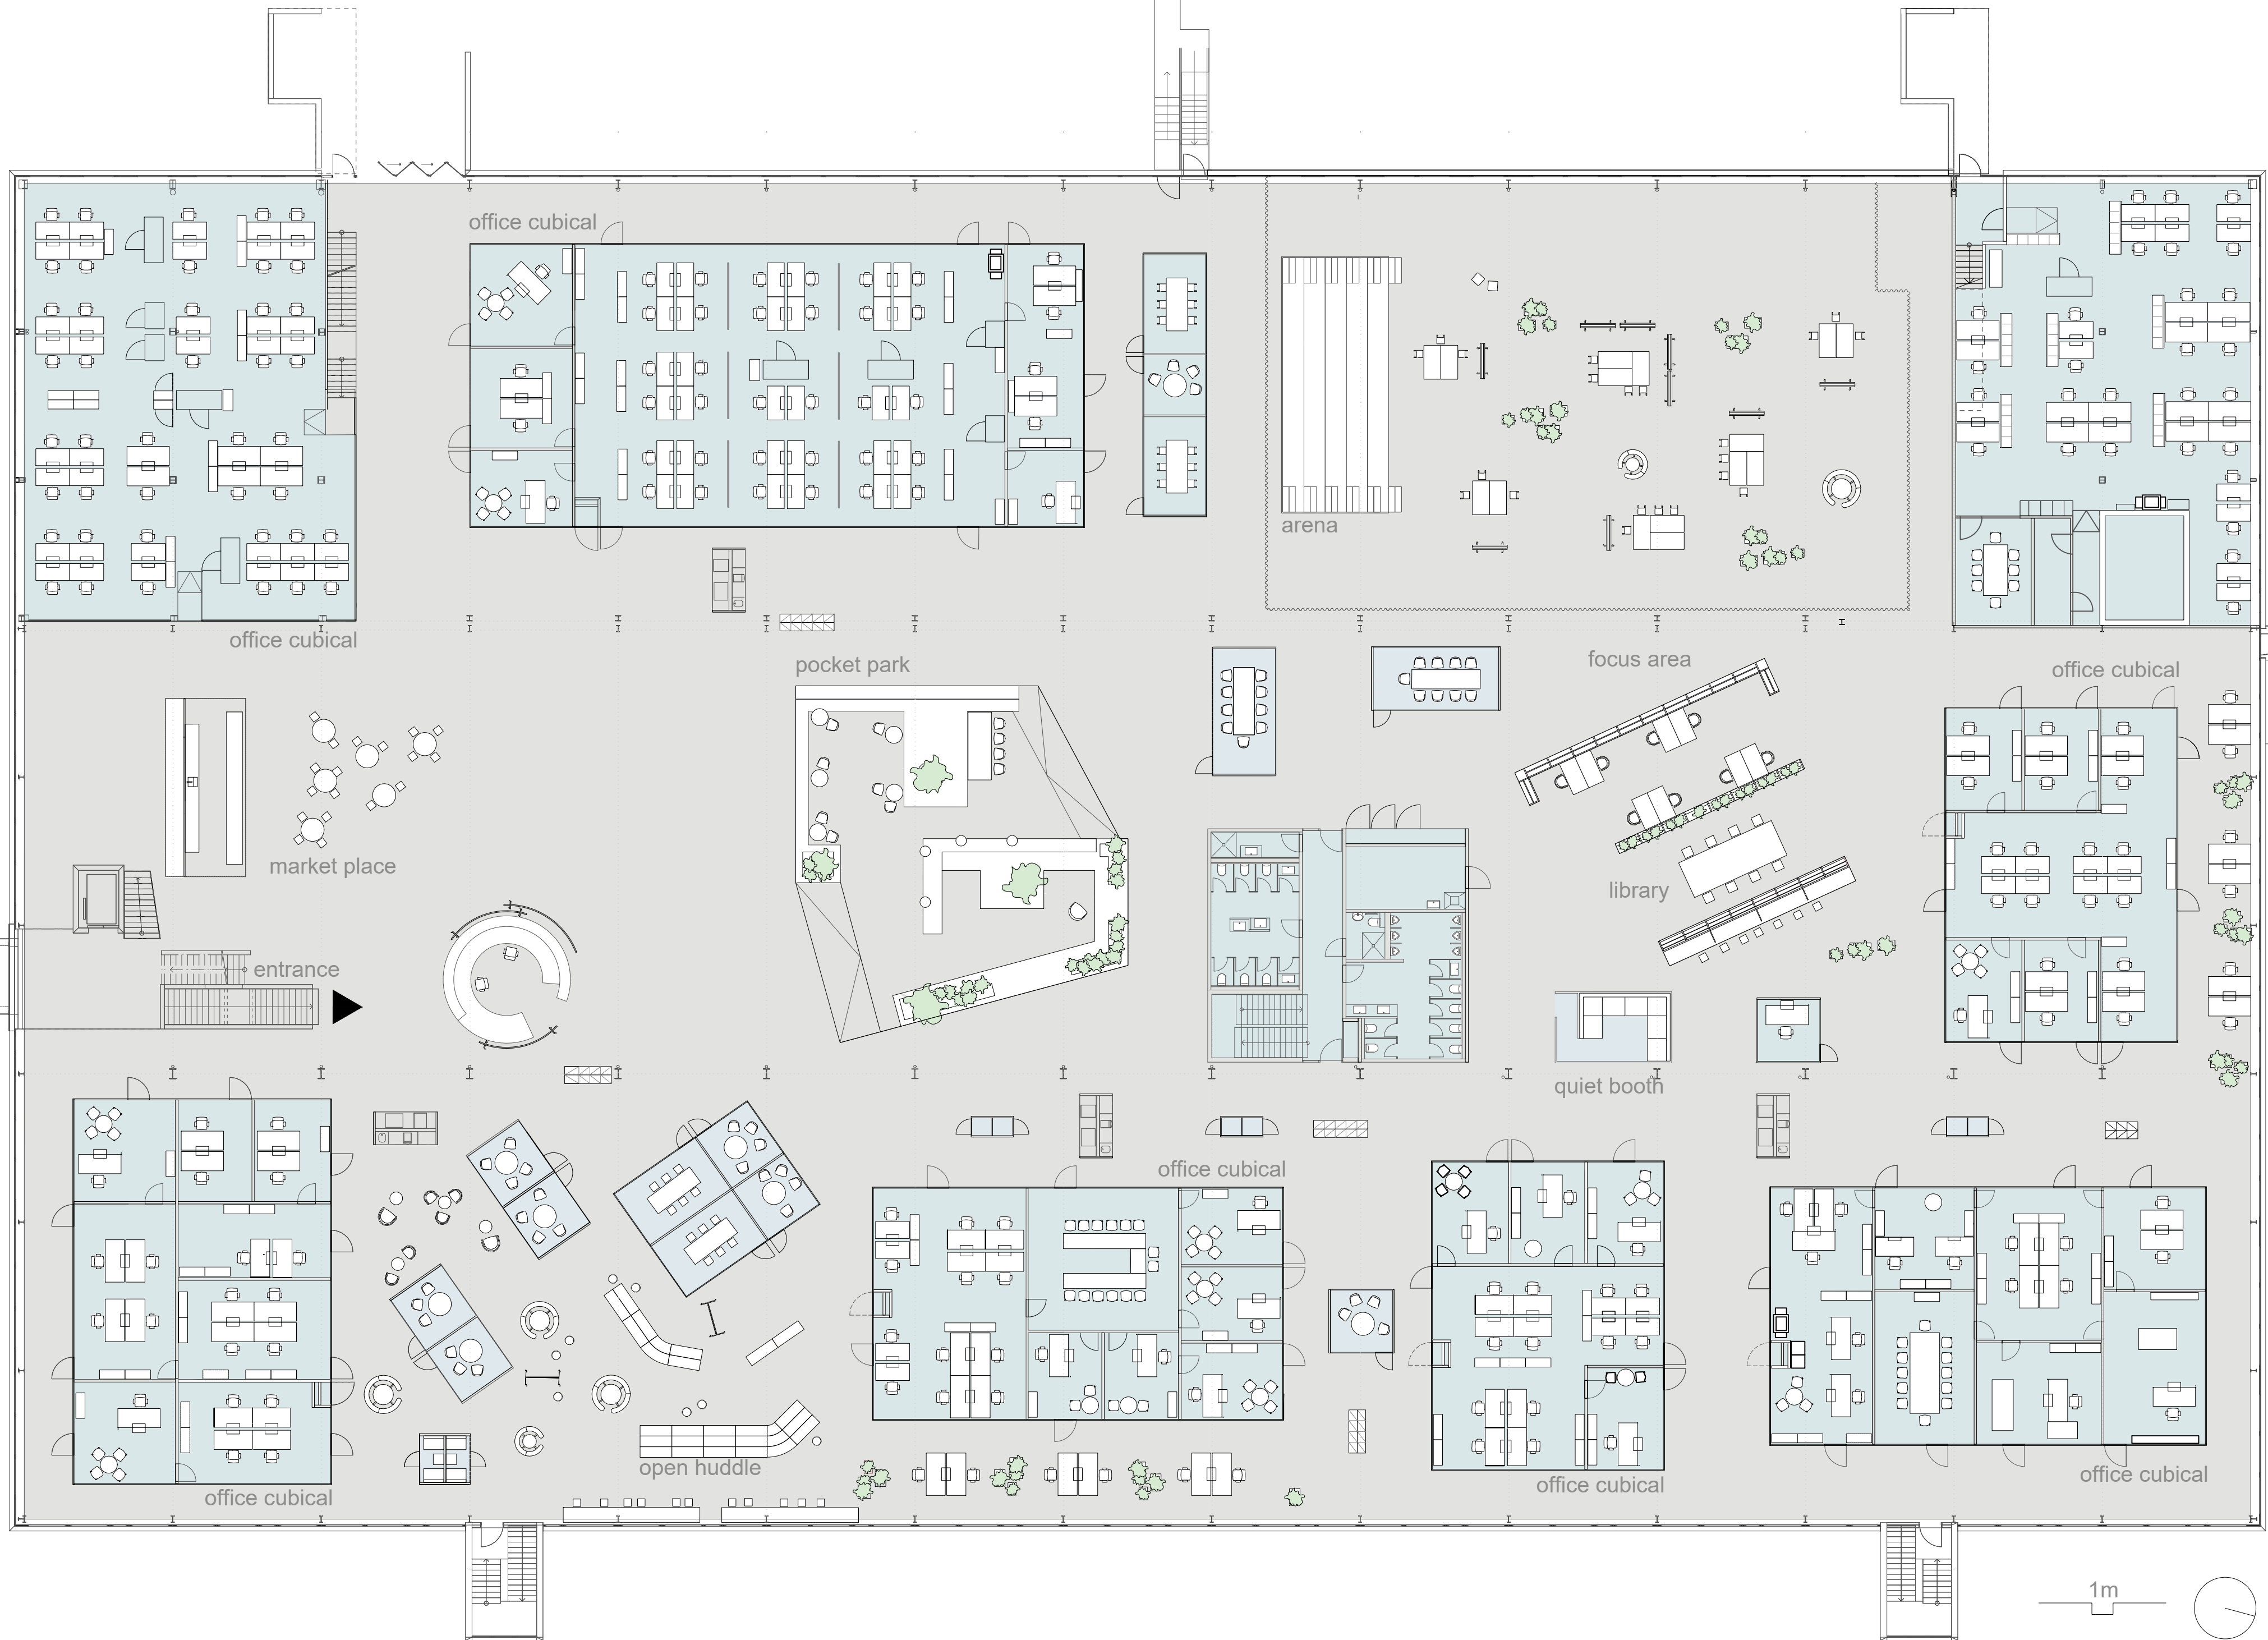 office cubical
arena
office cubical
pocket park
focus area
office cubical
market place
library
entrance
quiet booth
office cubical
open huddle
office cubical
office cubical
office cubical
1m